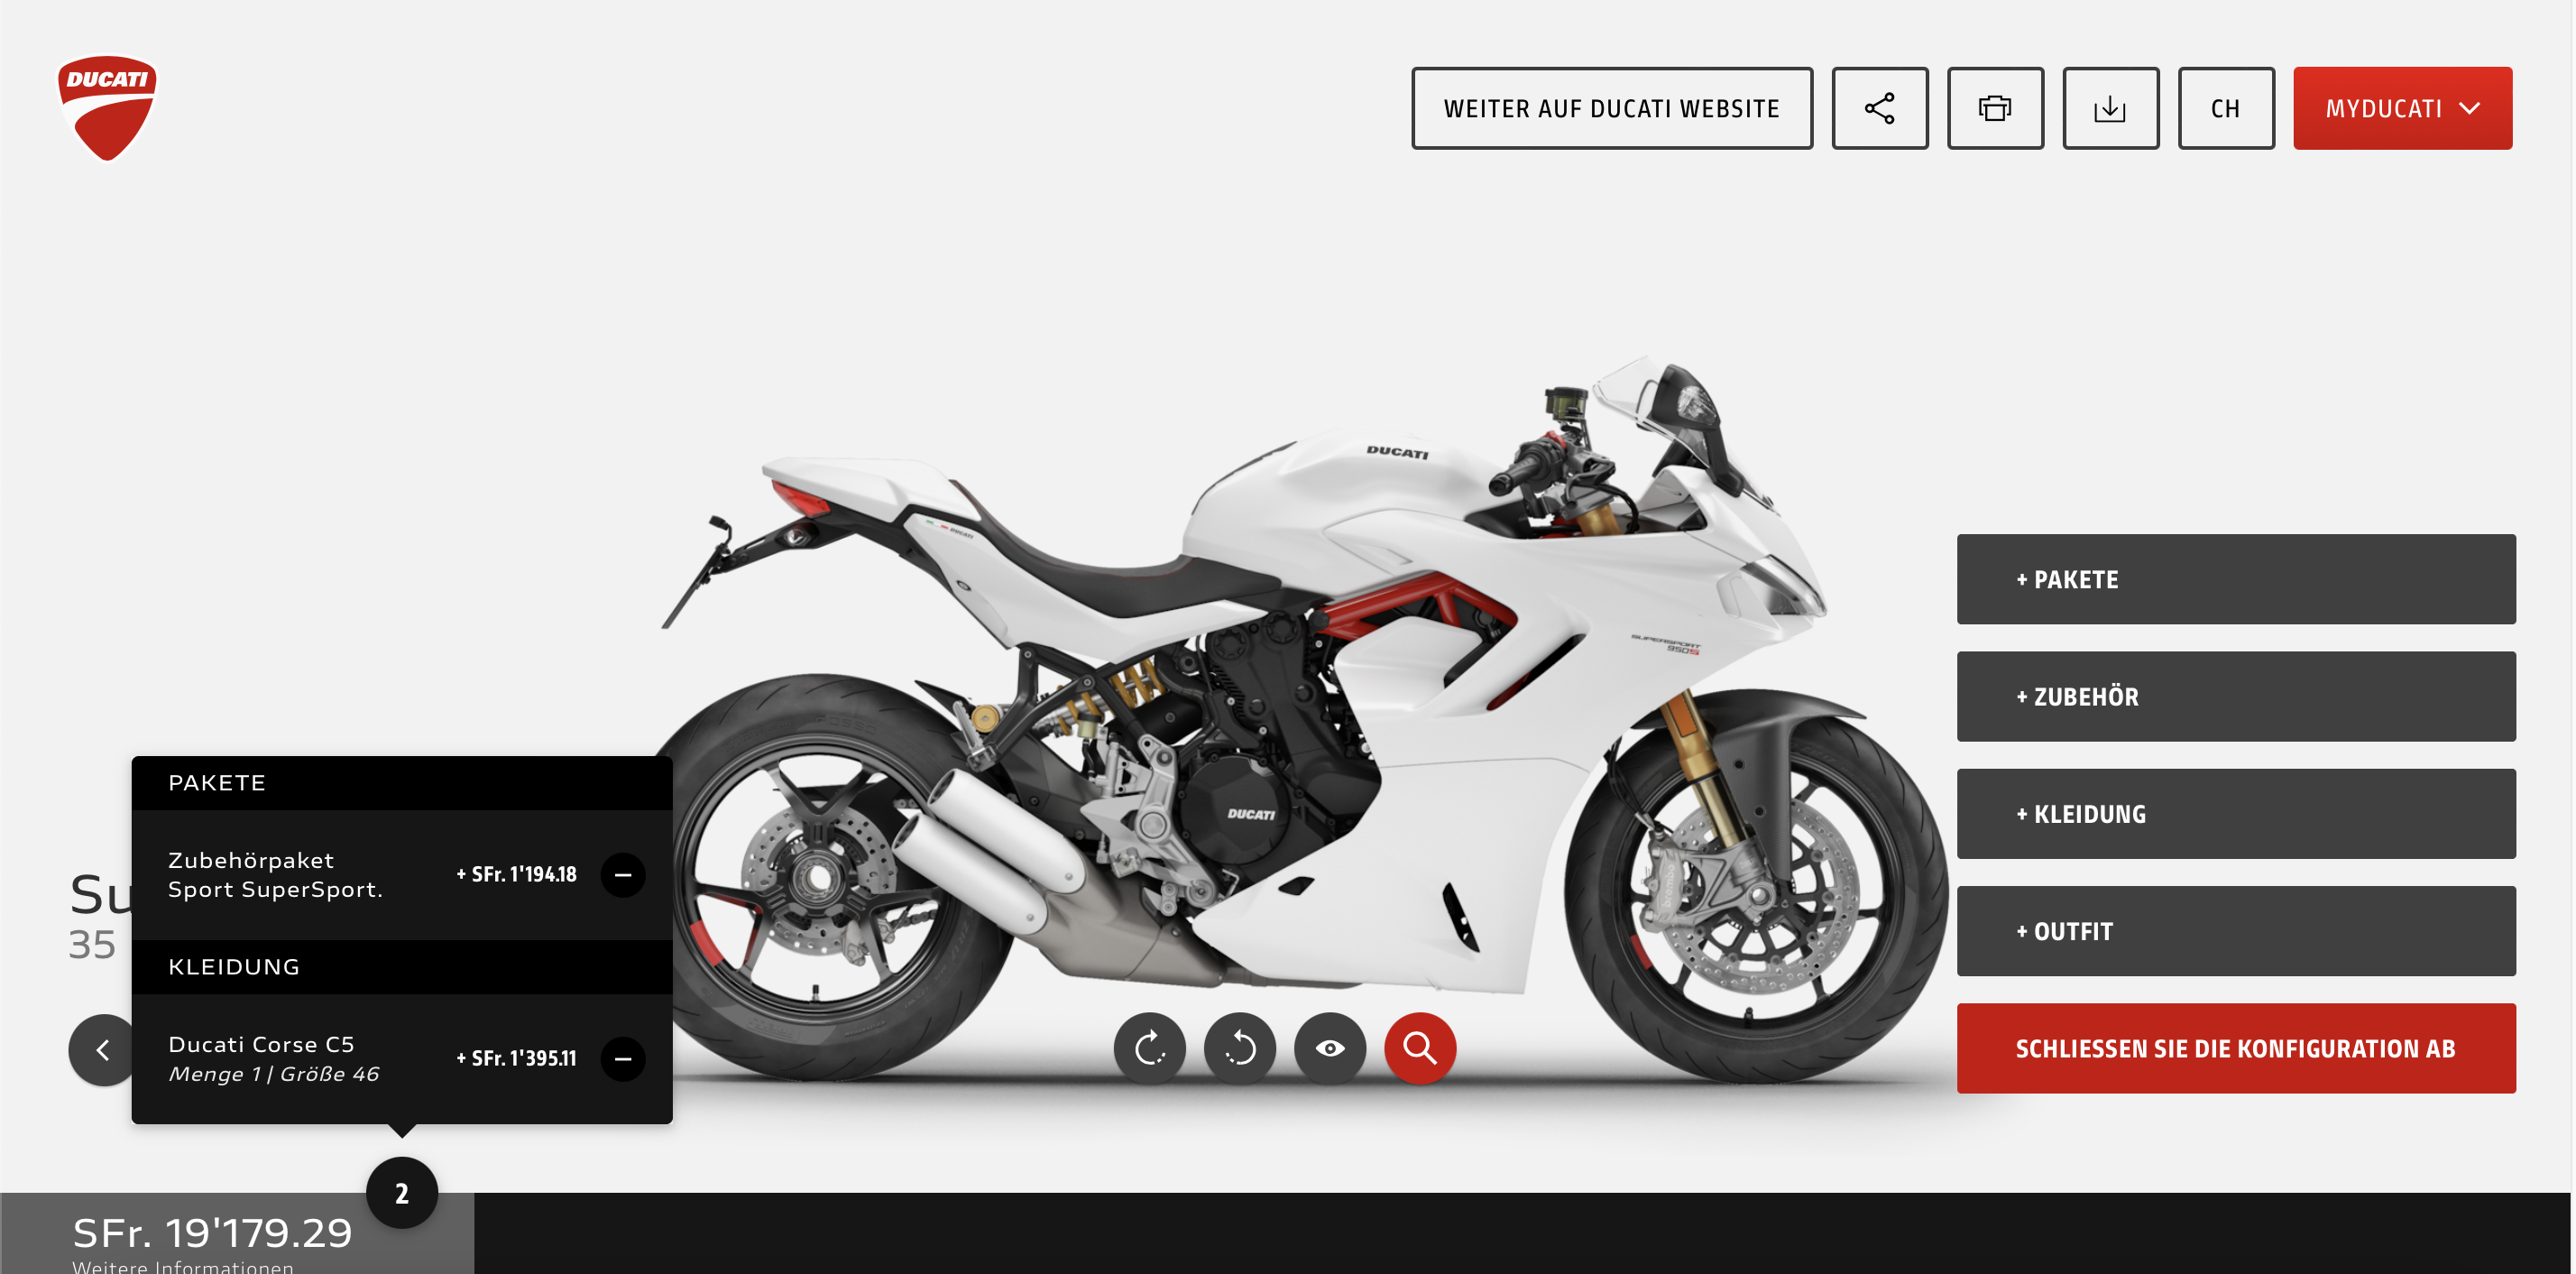 DUCATI
WEITER AUF DUCATI WEBSITE
CH
MYDUCATI
DUCATI
SUPERSPORT
950S
DUCATI
brembo
+ PAKETE
+ ZUBEHÖR
+ KLEIDUNG
+ OUTFIT
SCHLIESSEN SIE DIE KONFIGURATION AB
Su
35
PAKETE
Zubehörpaket
Sport SuperSport.
+ SFr. 1'194.18
KLEIDUNG
Ducati Corse C5
Menge 1 | Größe 46
+ SFr. 1'395.11
2
SFr. 19'179.29
Weitere Informationen